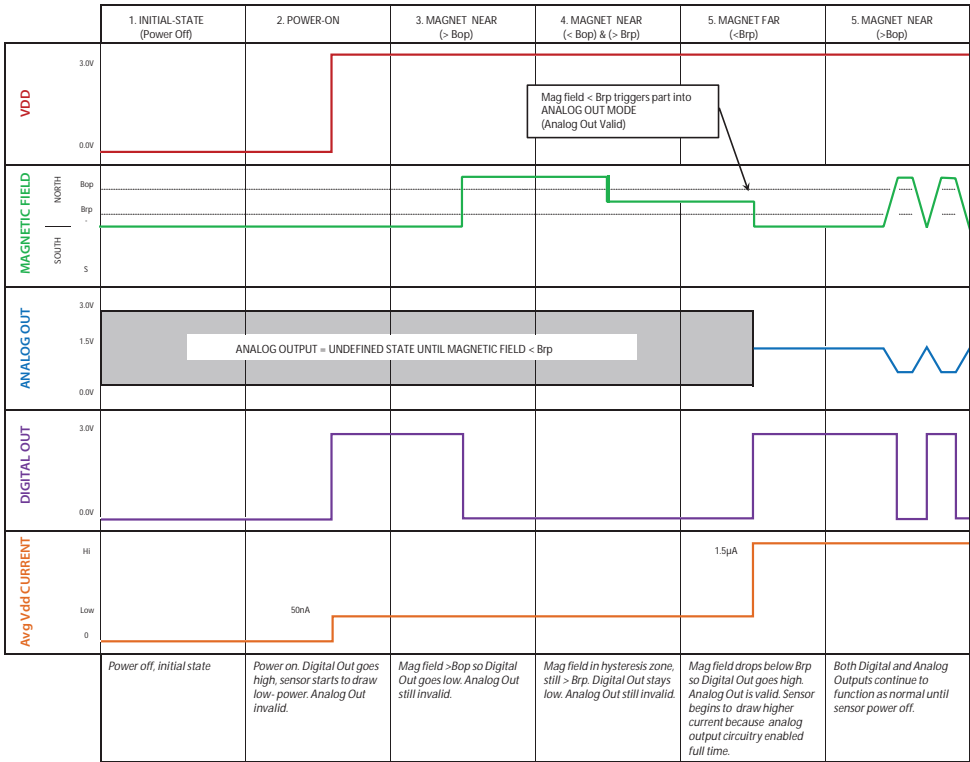 1. INITIAL-STATE
(Power Off)
2. POWER-ON
3. MAGNET NEAR
(> Bop)
4. MAGNET NEAR
(< Bop) & (> Brp)
5. MAGNET FAR
(<Brp)
5. MAGNET NEAR
(>Bop)
VDD
3.0V
0.0V
Mag field < Brp triggers part into
ANALOG OUT MODE
(Analog Out Valid)
MAGNETIC FIELD
NORTH
SOUTH
Bop
Brp
-
S
ANALOG OUT
3.0V
1.5V
0.0V
ANALOG OUTPUT = UNDEFINED STATE UNTIL MAGNETIC FIELD < Brp
DIGITAL OUT
3.0V
0.0V
Avg Vdd CURRENT
Hi
Low
0
50nA
1.5µA
Power off, initial state
Power on. Digital Out goes
high, sensor starts to draw
low- power. Analog Out
invalid.
Mag field >Bop so Digital
Out goes low. Analog Out
still invalid.
Mag field in hysteresis zone,
still > Brp. Digital Out stays
low. Analog Out still invalid.
Mag field drops below Brp
so Digital Out goes high.
Analog Out is valid. Sensor
begins to draw higher
current because analog
output circuitry enabled
full time.
Both Digital and Analog
Outputs continue to
function as normal until
sensor power off.